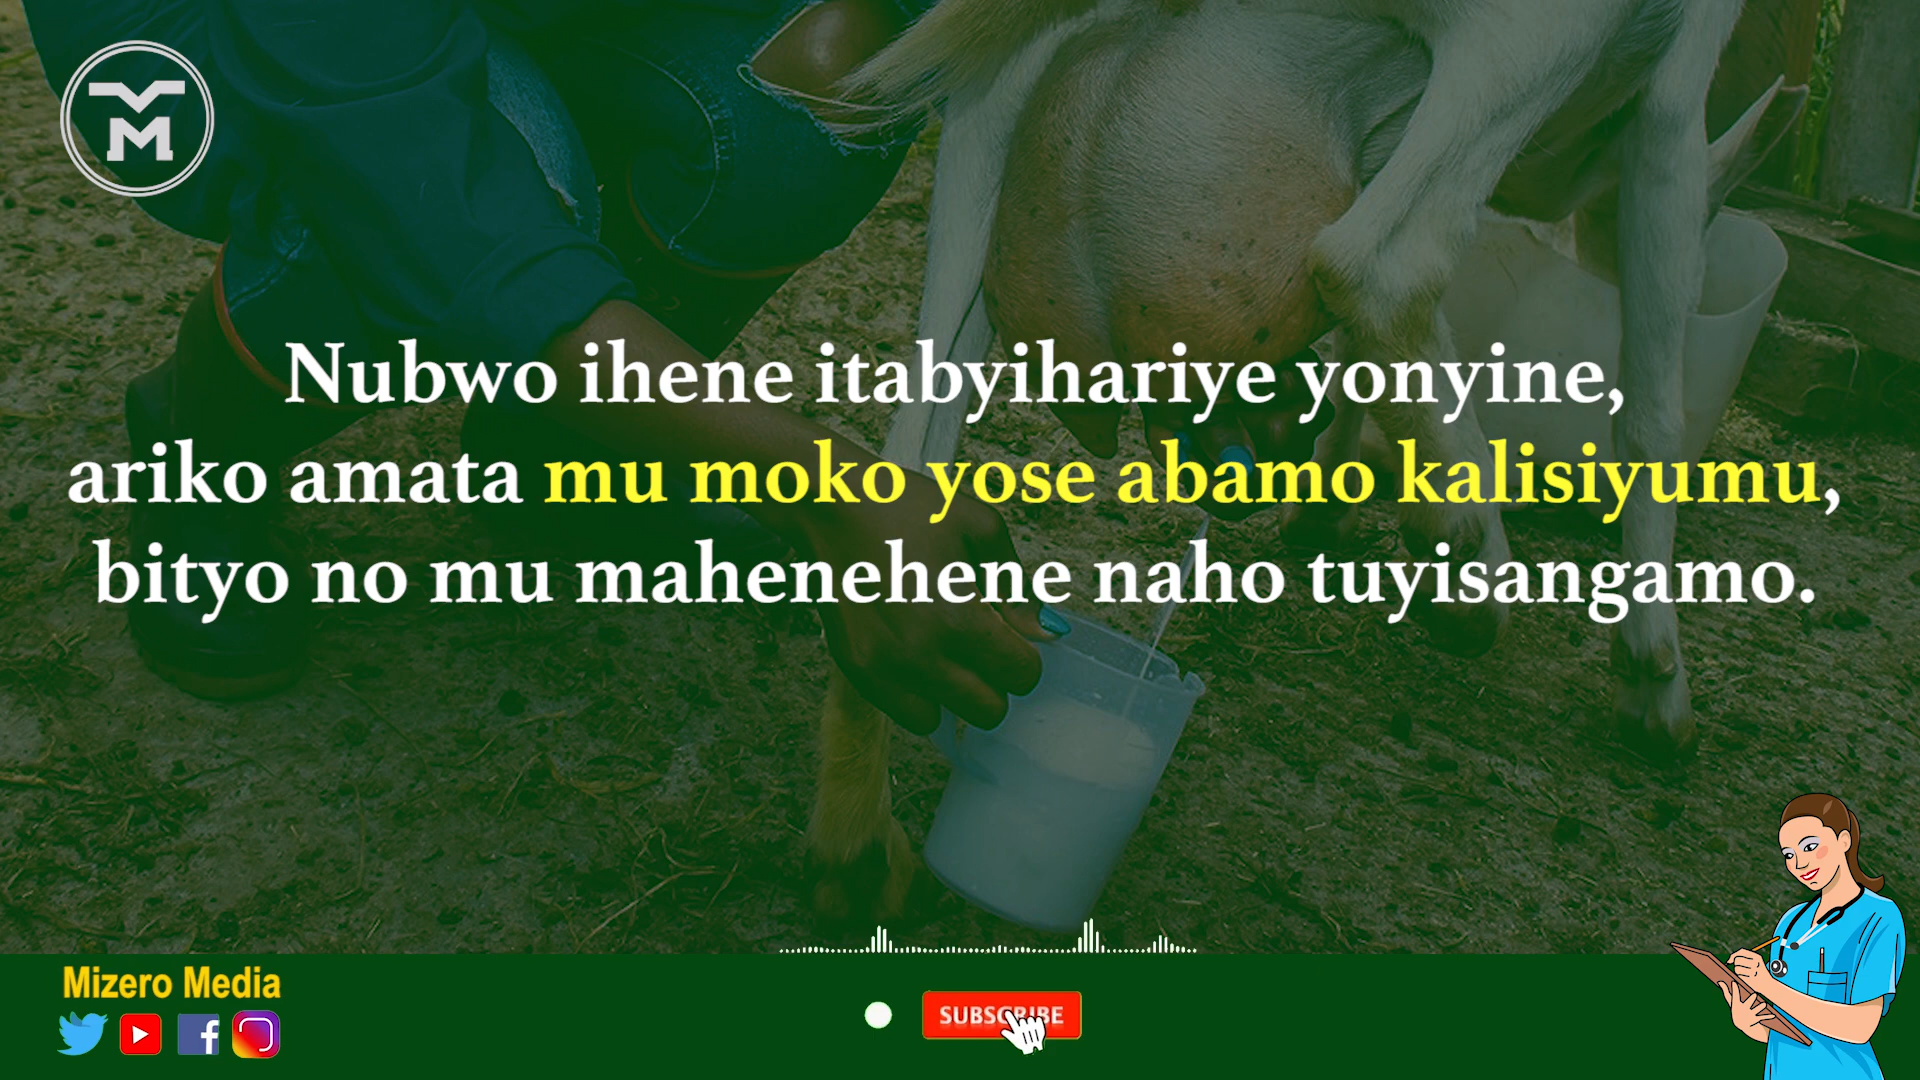 Nubwo ihene itabyihariye yonyine,
ariko amata mu moko yose abamo kalisiyumu,
bityo no mu mahenehene naho tuyisangamo.
Mizero Media
SUBSCRIBE